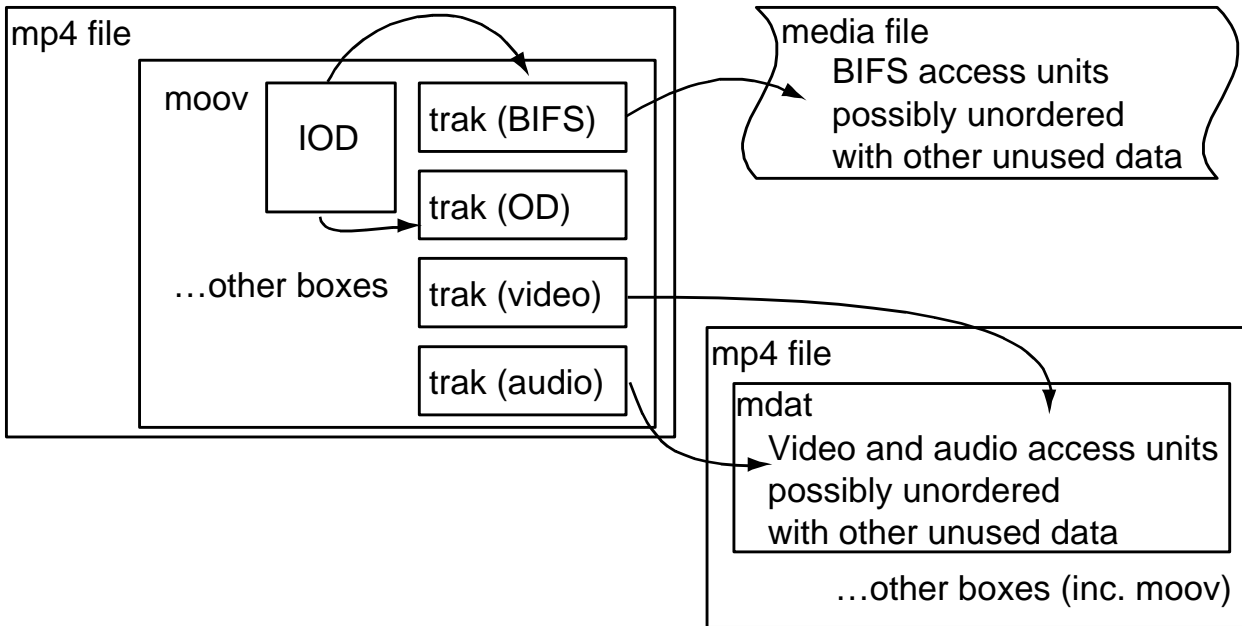 mp4 file
moov
IOD
trak (BIFS)
trak (OD)
…other boxes
trak (video)
trak (audio)
media file
BIFS access units
possibly unordered
with other unused data
mp4 file
mdat
Video and audio access units
possibly unordered
with other unused data
…other boxes (inc. moov)